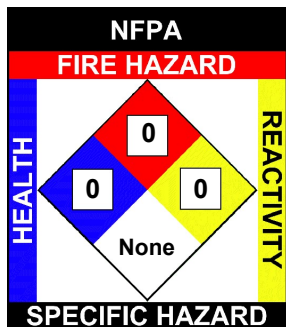 NFPA
FIRE HAZARD
HEALTH
0
0
0
REACTIVITY
None
SPECIFIC HAZARD